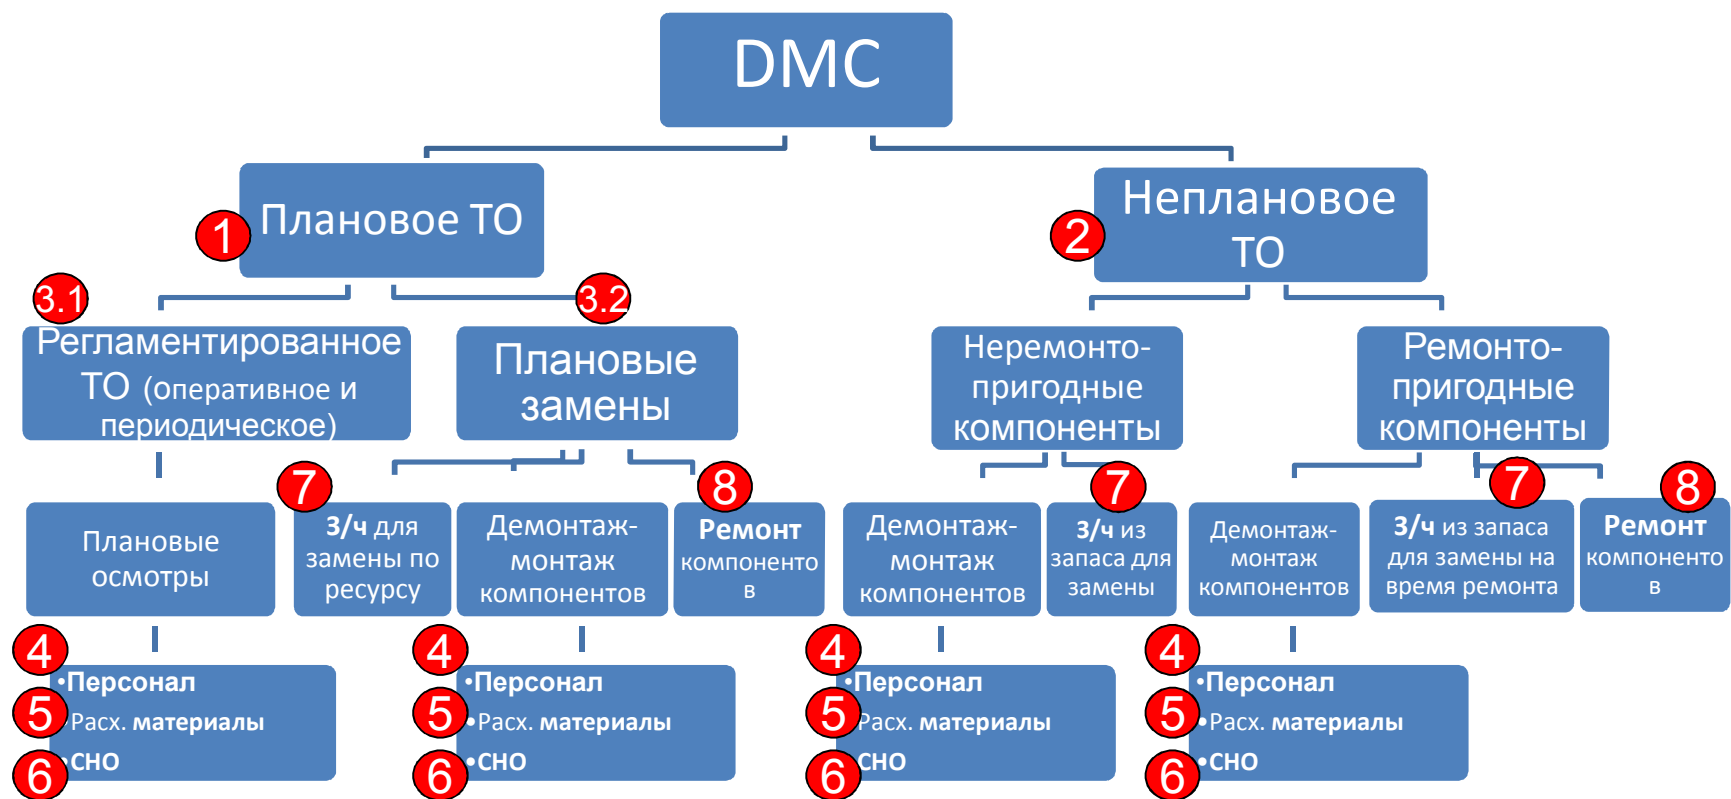 DMC
Плановое ТО
1
Неплановое
ТО
2
3.1
Регламентированное
ТО (оперативное и
периодическое)
3.2
Плановые
замены
Неремонто-
пригодные
компоненты
Ремонто-
пригодные
компоненты
Плановые
осмотры
7
З/ч для
замены по
ресурсу
Демонтаж-
монтаж
компонентов
8
Ремонт
компоненто
в
Демонтаж-
монтаж
компонентов
7
З/ч из
запаса для
замены
Демонтаж-
монтаж
компонентов
7
З/ч из запаса
для замены на
время ремонта
8
Ремонт
компоненто
в
4
•Персонал
5
•Расх. материалы
6
•СНО
4
•Персонал
5
•Расх. материалы
6
•СНО
4
•Персонал
5
•Расх. материалы
6
•СНО
4
•Персонал
5
•Расх. материалы
6
•СНО